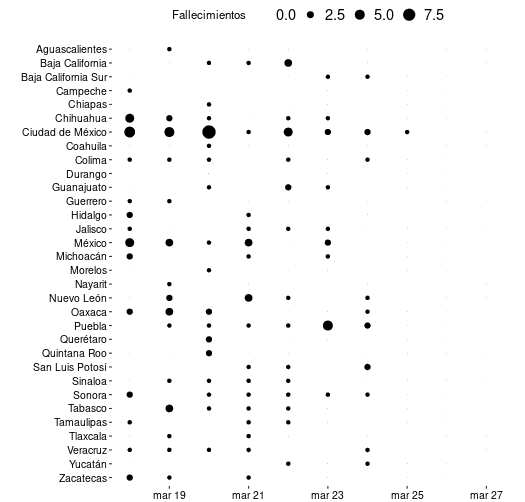 Fallecimientos 0.0 2.5 5.0 7.5
Aguascalientes
Baja California
Baja California Sur
Campeche
Chiapas
Chihuahua
Ciudad de México
Coahuila
Colima
Durango
Guanajuato
Guerrero
Hidalgo
Jalisco
México
Michoacán
Morelos
Nayarit
Nuevo León
Oaxaca
Puebla
Querétaro
Quintana Roo
San Luis Potosí
Sinaloa
Sonora
Tabasco
Tamaulipas
Tlaxcala
Veracruz
Yucatán
Zacatecas
mar 19 mar 21 mar 23 mar 25 mar 27